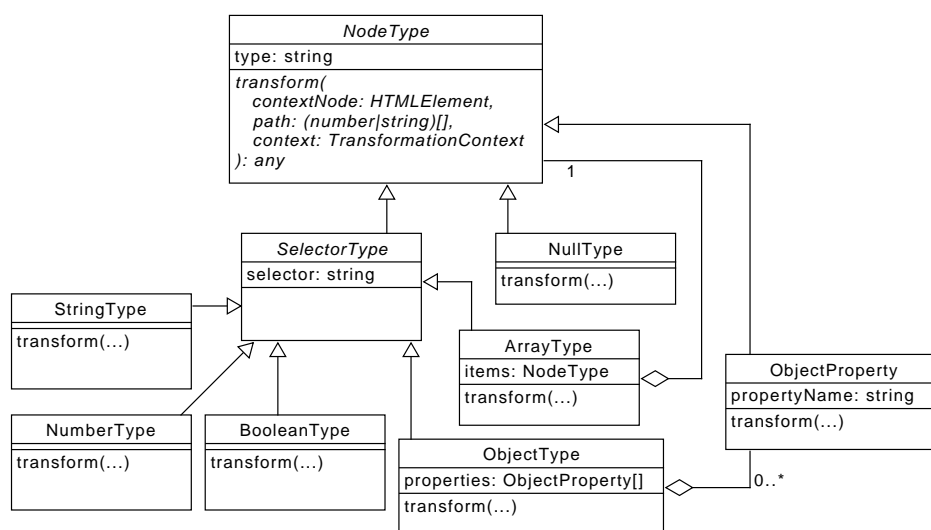 NodeType
type: string
transform(
contextNode: HTMLElement,
path: (number|string)[],
context: TransformationContext
): any
1
SelectorType
selector: string
NullType
transform(...)
StringType
transform(...)
ArrayType
items: NodeType
transform(...)
ObjectProperty
propertyName: string
transform(...)
NumberType
transform(...)
BooleanType
transform(...)
ObjectType
properties: ObjectProperty[]
transform(...)
0..*